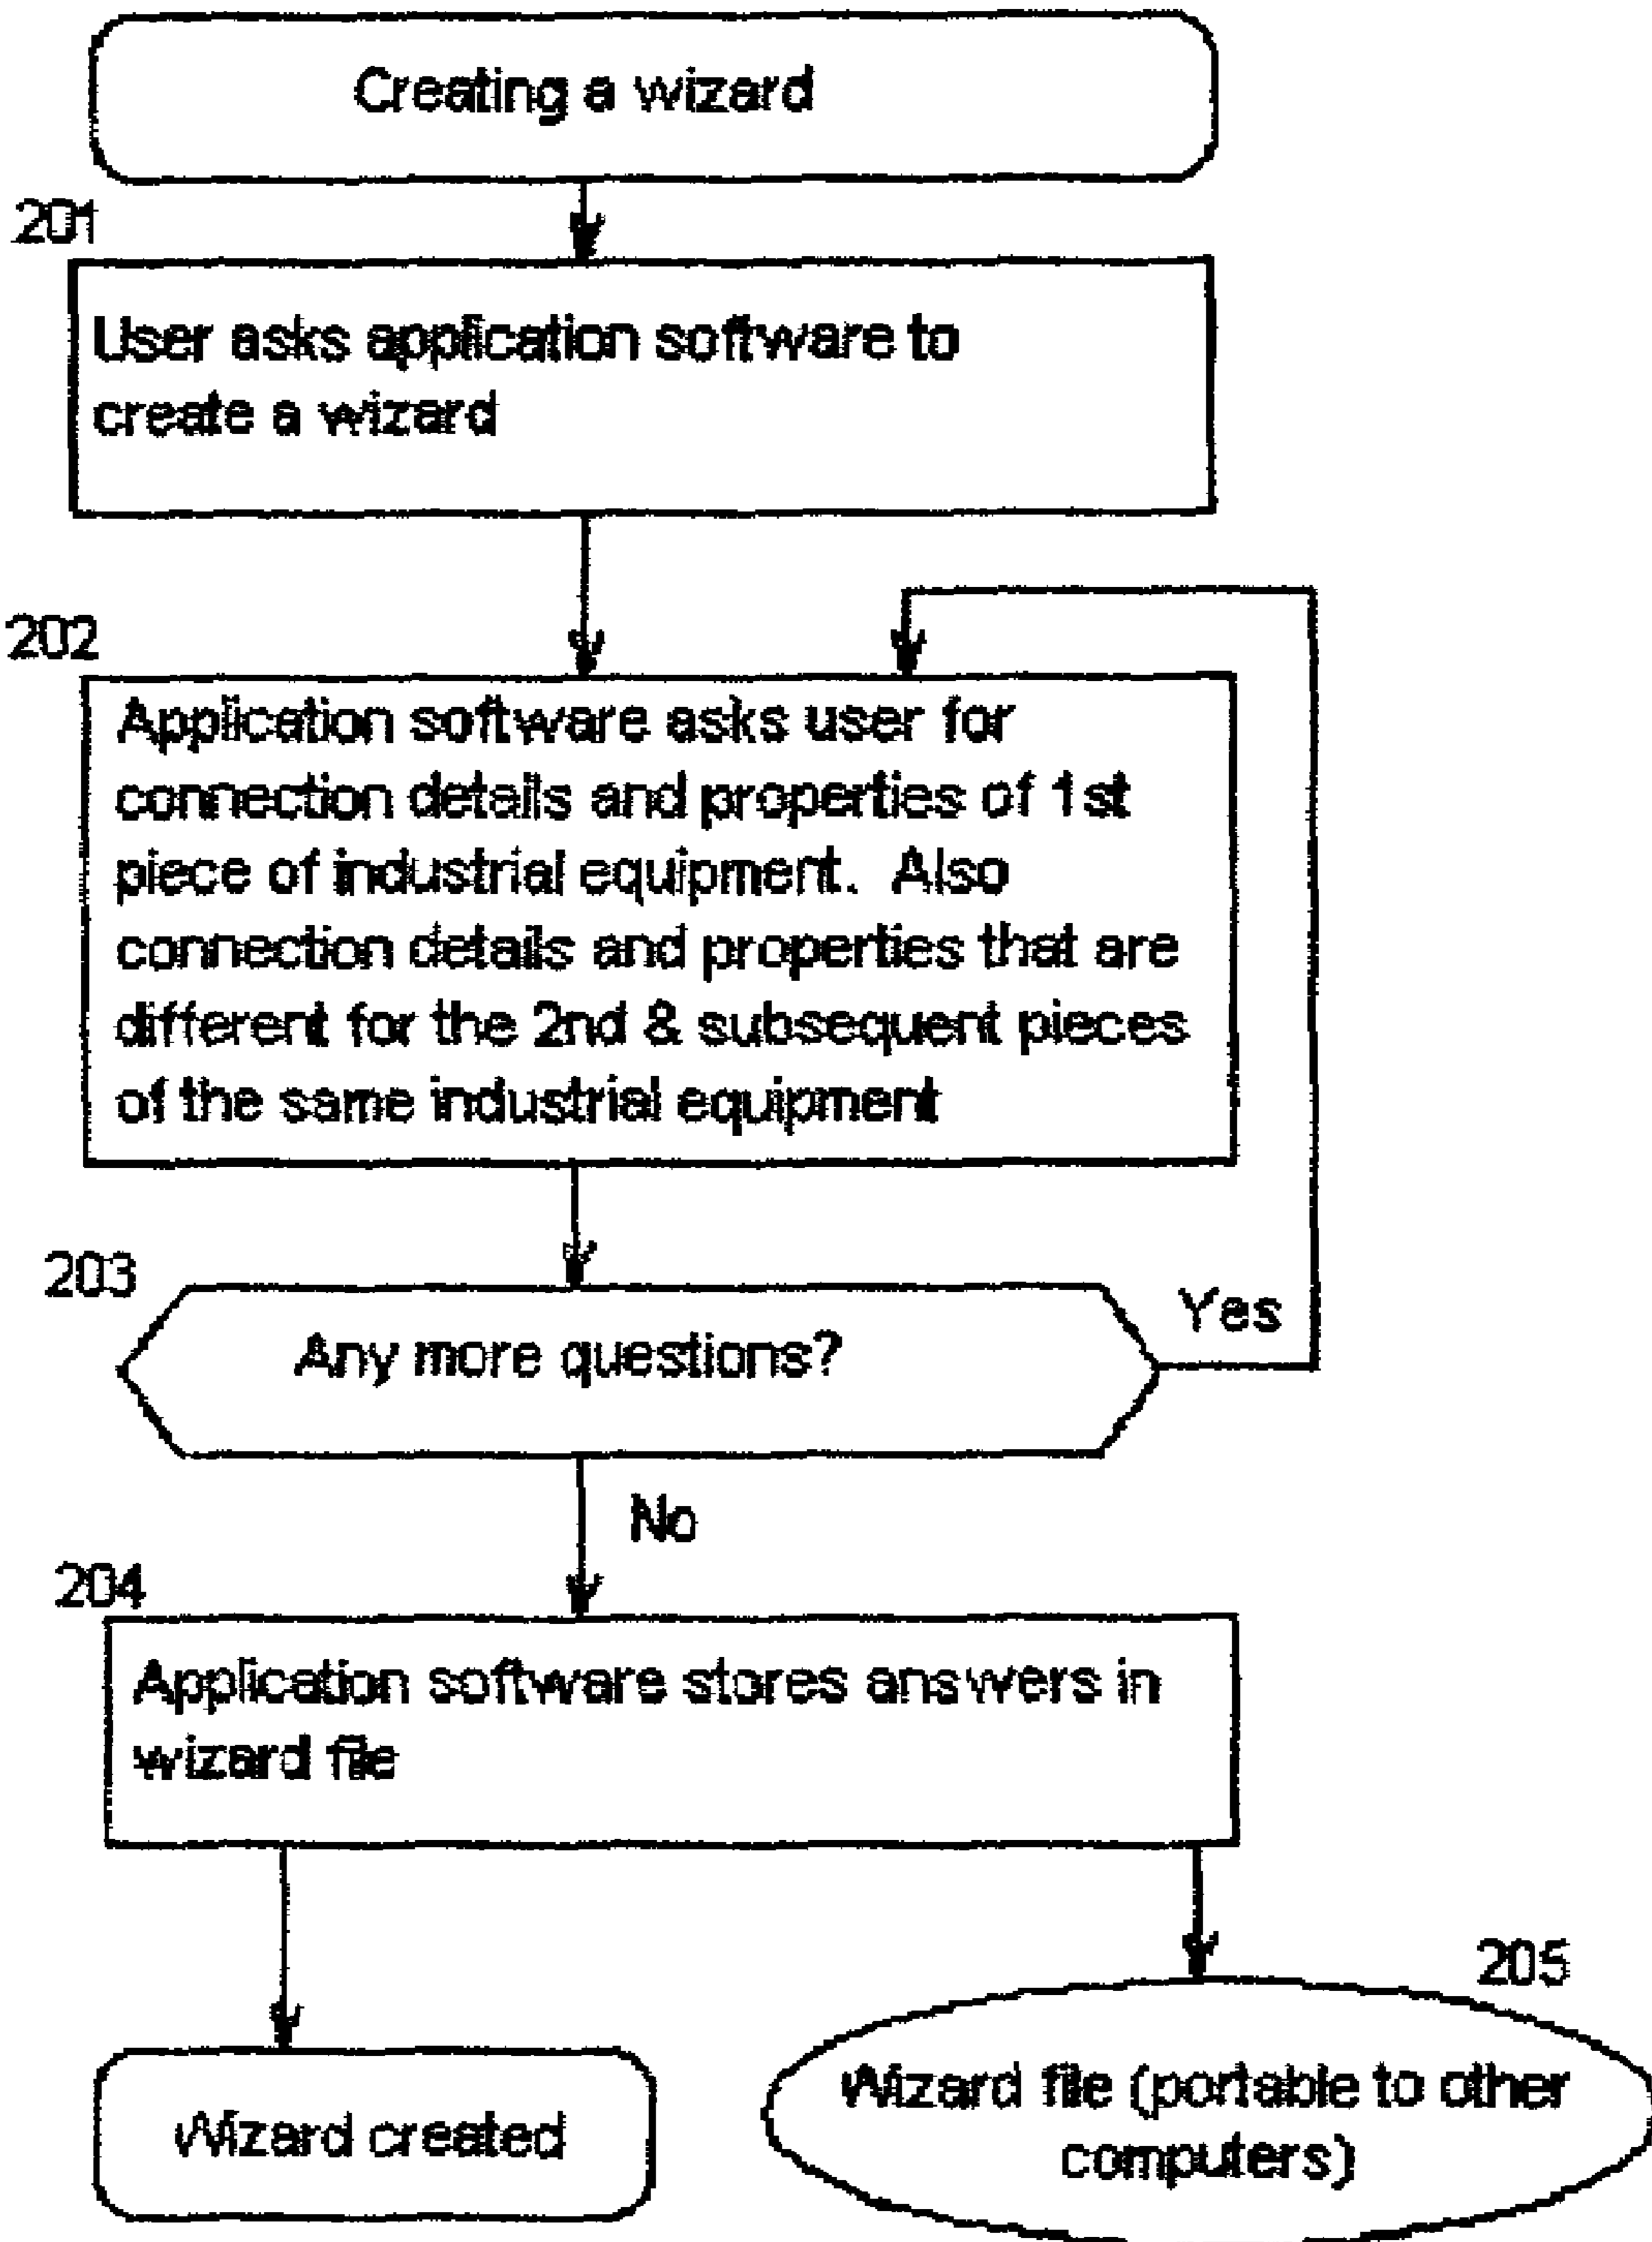 Creating a wizard
201
User asks application software to
create a wizard
202
Application software asks user for
connection details and properties of 1st
piece of industrial equipment. Also
connection details and properties that are
different for the 2nd & subsequent pieces
of the same industrial equipment
203
Any more questions?
Yes
No
204
Application software stores answers in
wizard file
205
Wizard created
Wizard file (portable to other
computers)